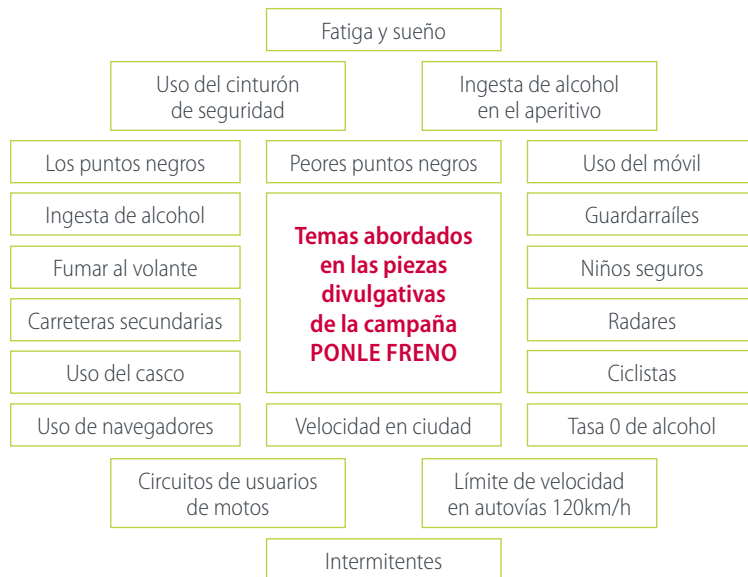 Fatiga y sueño
Uso del cinturón
de seguridad
Ingesta de alcohol
en el aperitivo
Los puntos negros
Peores puntos negros
Uso del móvil
Ingesta de alcohol
Guardarraíles
Fumar al volante
Niños seguros
Carreteras secundarias
Radares
Uso del casco
Ciclistas
Temas abordados
en las piezas
divulgativas
de la campaña
PONLE FRENO
Uso de navegadores
Velocidad en ciudad
Tasa 0 de alcohol
Circuitos de usuarios
de motos
Límite de velocidad
en autovías 120km/h
Intermitentes